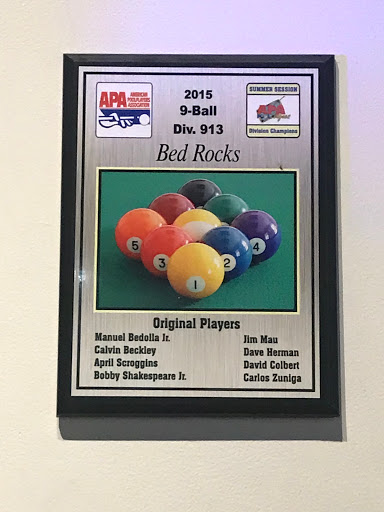 APA AMERICAN POOLPLAYERS ASSOCIATION
2015
9-Ball
Div. 913
SUMMER SESSION
APA
Division Champions
Bed Rocks
5
3
1
2
4
Original Players
Manuel Bedolla Jr.
Calvin Beckley
April Scroggins
Bobby Shakespeare Jr.
Jim Mau
Dave Herman
David Colbert
Carlos Zuniga